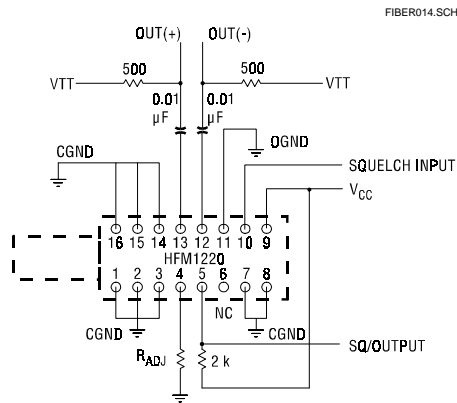 FIBER014.SCH
OUT(+) OUT(-)
500 500
VTT VTT
0.01 µF 0.01 µF
CGND
OGND
SQUELCH INPUT
VCC
16 15 14 13 12 11 10 9
HFM1220
1 2 3 4 5 6 7 8
NC
CGND CGND
RADJ
2 k
SQ/OUTPUT